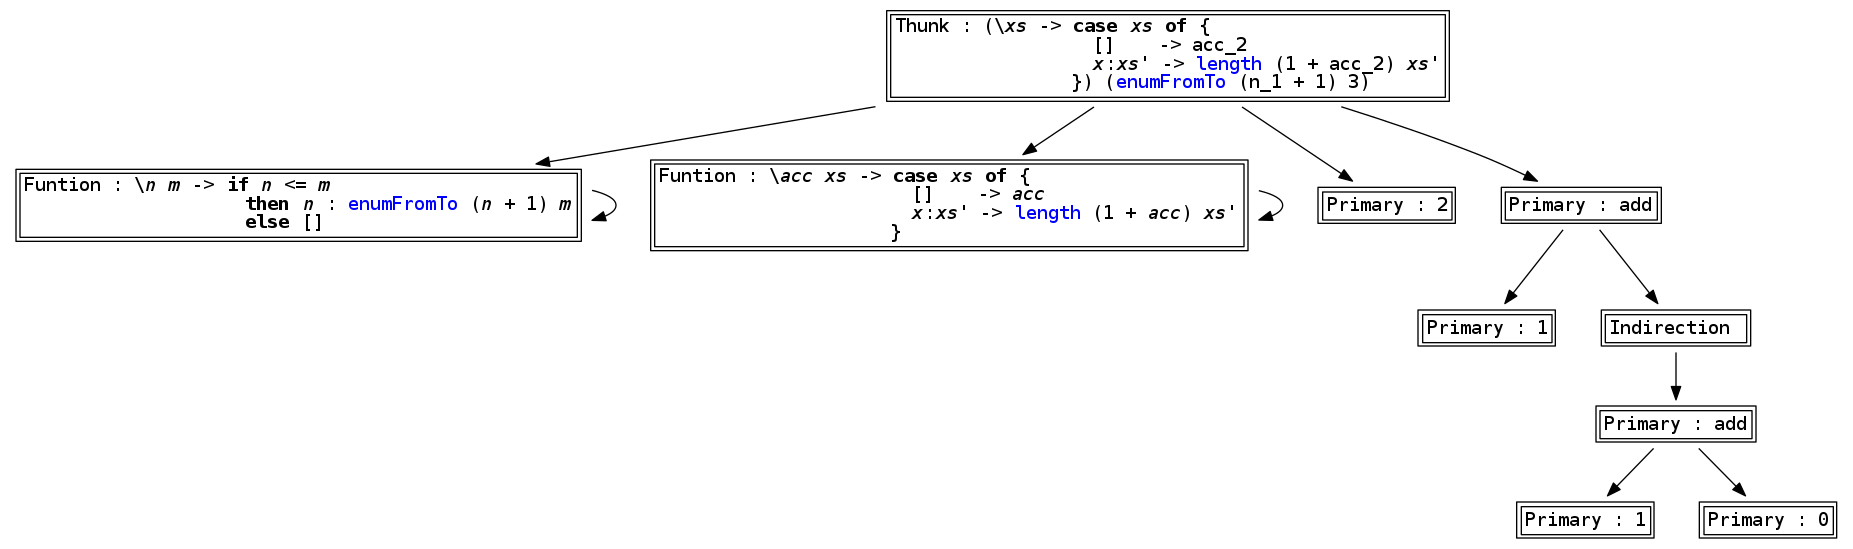 Thunk : (\xs -> case xs of {
[] -> acc_2
x:xs' -> length (1 + acc_2) xs'
}) (enumFromTo (n_1 + 1) 3)
Funtion : \n m -> if n <= m
then n : enumFromTo (n + 1) m
else []
Funtion : \acc xs -> case xs of {
[] -> acc
x:xs' -> length (1 + acc) xs'
}
Primary : 2
Primary : add
Primary : 1
Indirection
Primary : add
Primary : 1
Primary : 0